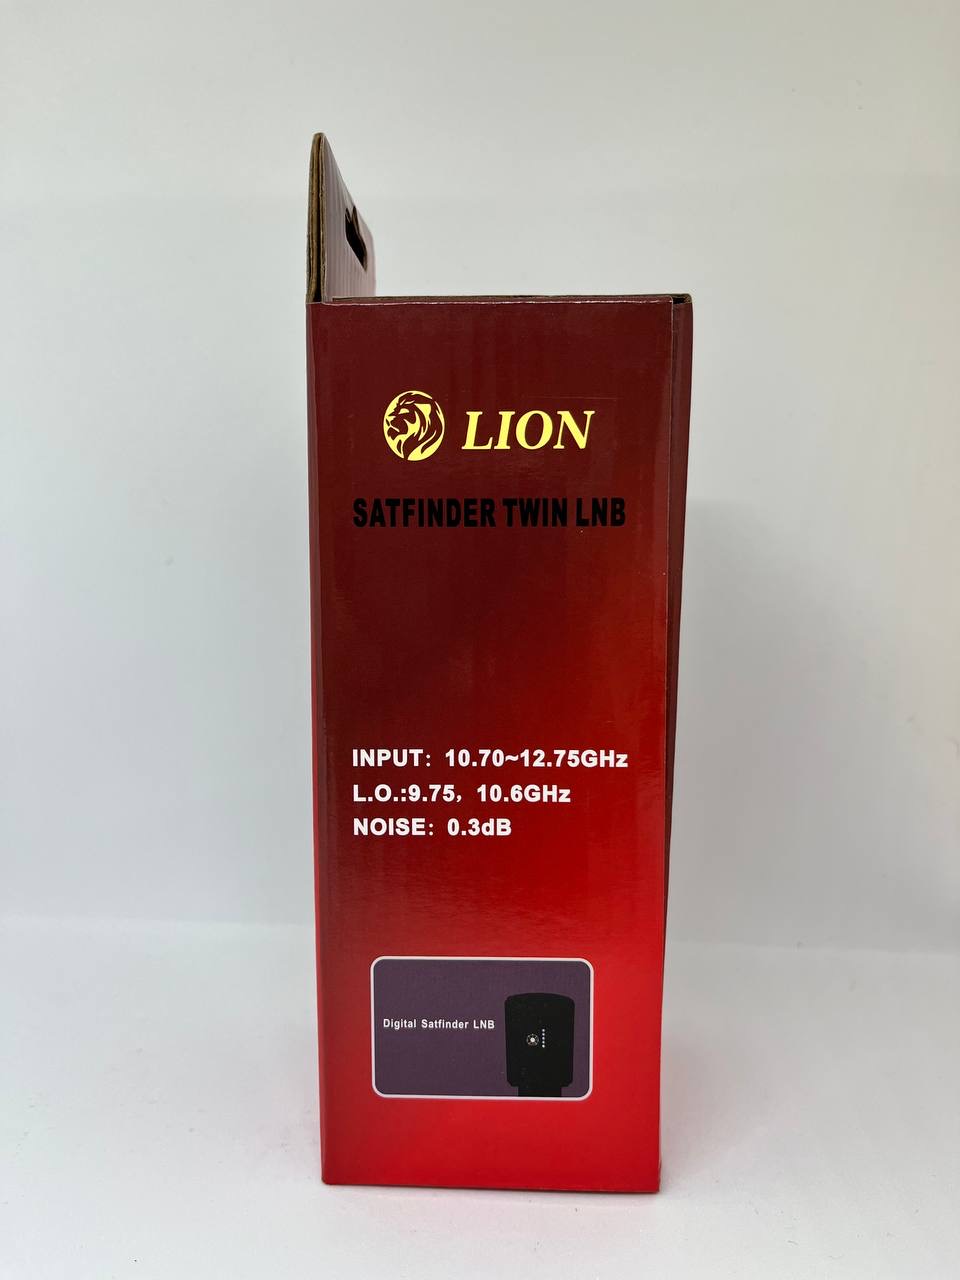 LION
SATFINDER TWIN LNB
INPUT: 10.70~12.75GHz
L.O.:9.75, 10.6GHz
NOISE: 0.3dB
Digital Satfinder LNB